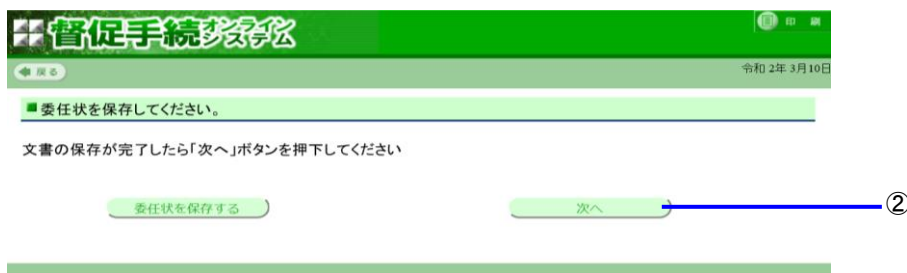 督促手続オンラインシステム
印 刷
戻る
令和 2年 3月10日
■委任状を保存してください。
文書の保存が完了したら「次へ」ボタンを押下してください
委任状を保存する
次へ
②